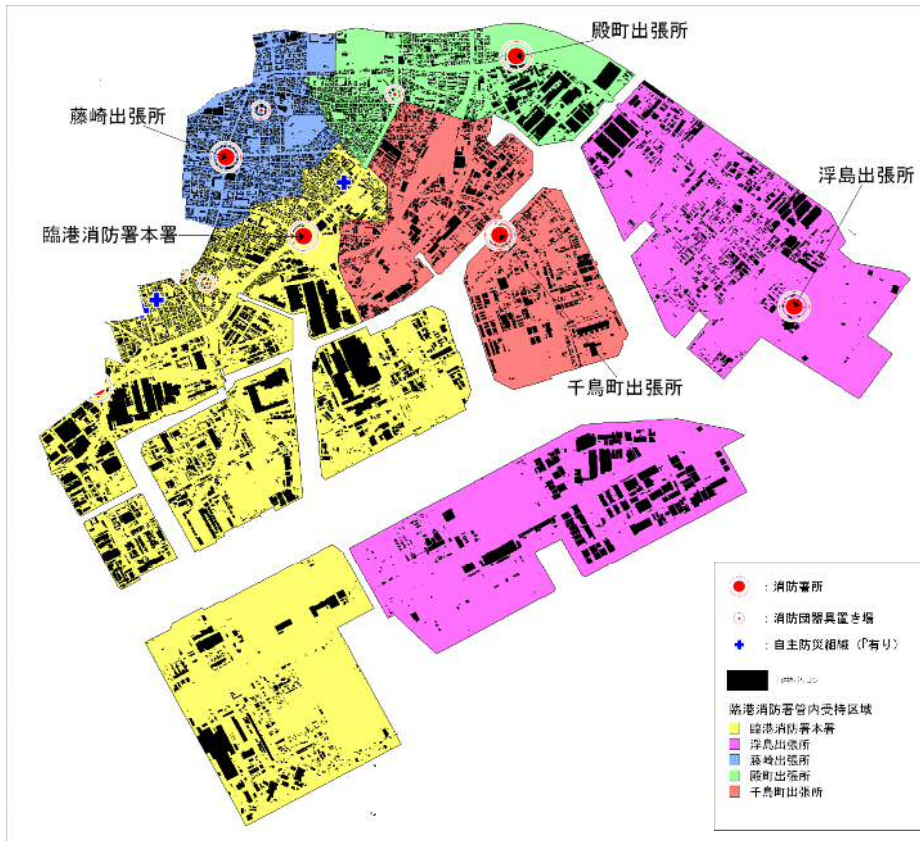 殿町出張所
藤崎出張所
浮島出張所
臨港消防署本署
千鳥町出張所
：消防署所
：消防団器具置き場
：自主防災組織（P有り）
臨港消防署管内受持区域
臨港消防署本署
浮島出張所
藤崎出張所
殿町出張所
千鳥町出張所